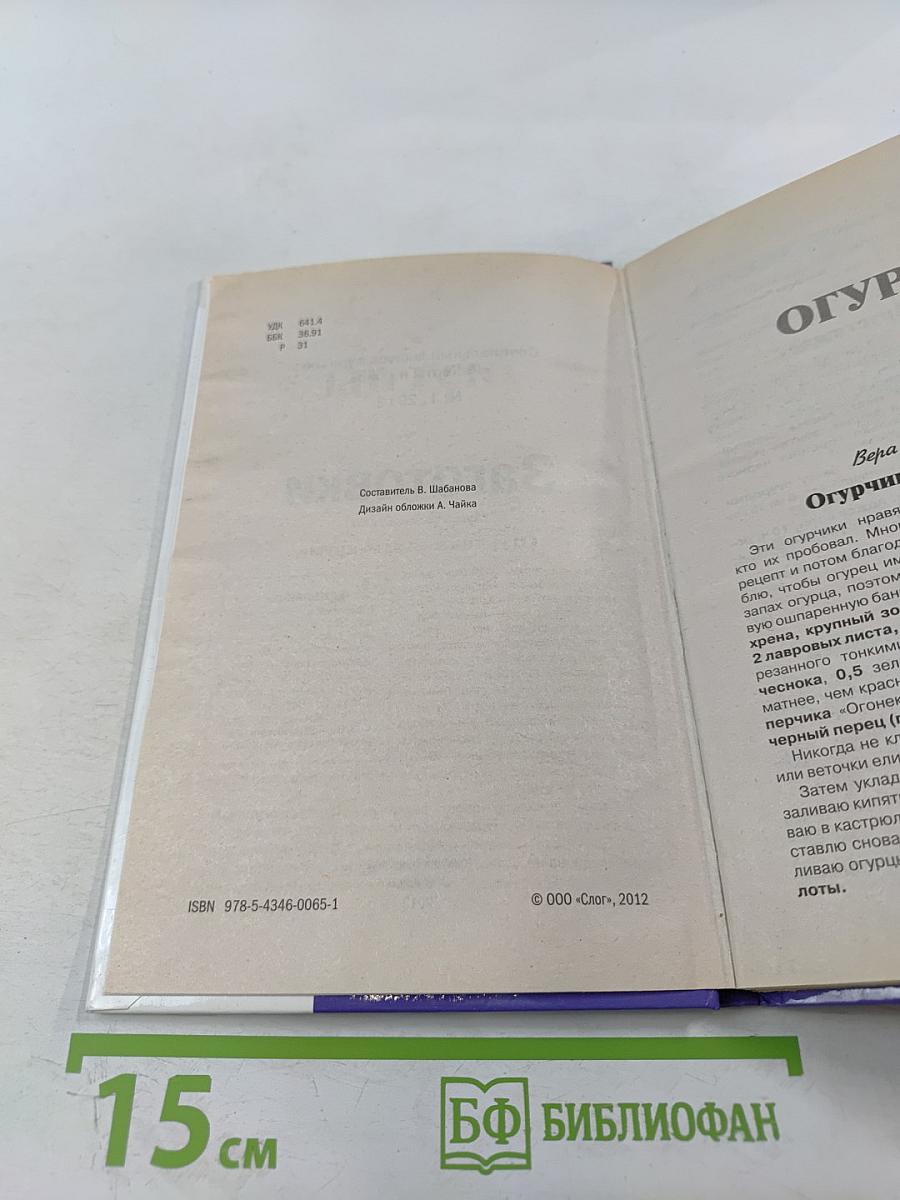 УДК 641.4
ББК 36.91
Р 31
Составитель В. Шабанова
Дизайн обложки А. Чайка
ISBN 978-5-4346-0065-1
© ООО «Слог», 2012
ОГУР
Вера
Огурчик
Эти огурчики нравя
кто их пробовал. Мно
рецепт и потом благод
блю, чтобы огурец им
запах огурца, поэтом
вую ошпаренную бан
хрена, крупный зо
2 лавровых листа,
резанного тонким
чеснока, 0,5 зел
матнее, чем крас
перчика «Огонек
черный перец (г
Никогда не кл
или веточки ели
Затем уклад
заливаю кипят
ваю в кастрюл
ставлю снова
ливаю огурцы
лоты.
15 см
БФ БИБЛИОФАН